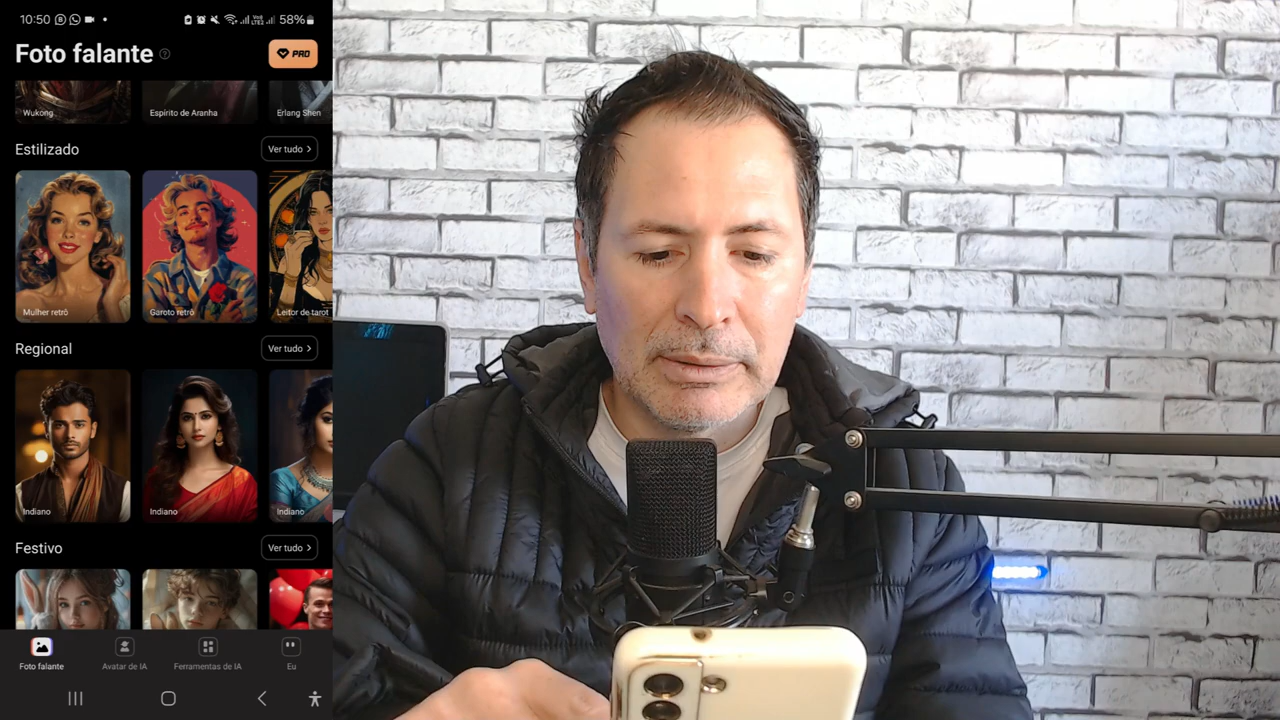 10:50
Vo))
LTE2
58%
Foto falante
PRO
Wukong
Espírito de Aranha
Erlang Shen
Estilizado
Ver tudo >
Mulher retrô
Garoto retrô
Leitor de tarot
Regional
Ver tudo >
Indiano
Indiano
Indiano
Festivo
Ver tudo >
Foto falante
Avatar de IA
Ferramentas de IA
Eu